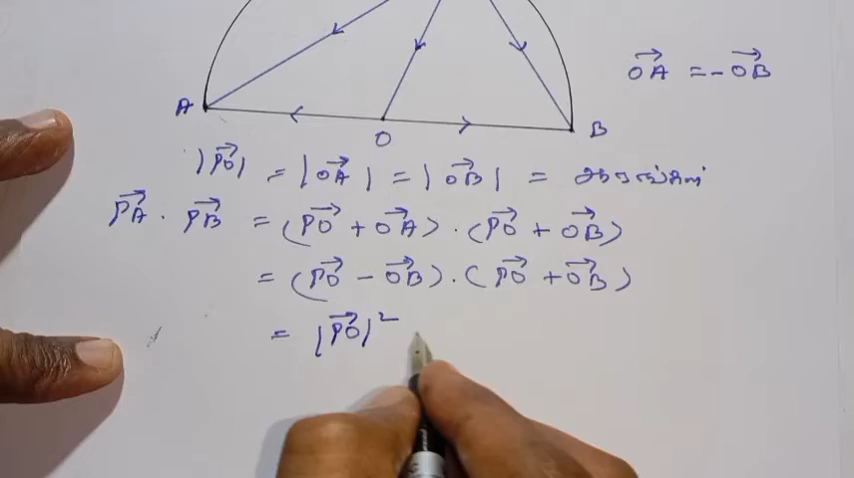 A
O
B
OA⃗ = -OB⃗
|PO⃗| = |OA⃗| = |OB⃗| = ஆரங்கள்
PA⃗ . PB⃗ = (PO⃗ + OA⃗) . (PO⃗ + OB⃗)
= (PO⃗ - OB⃗) . (PO⃗ + OB⃗)
= |PO⃗|²